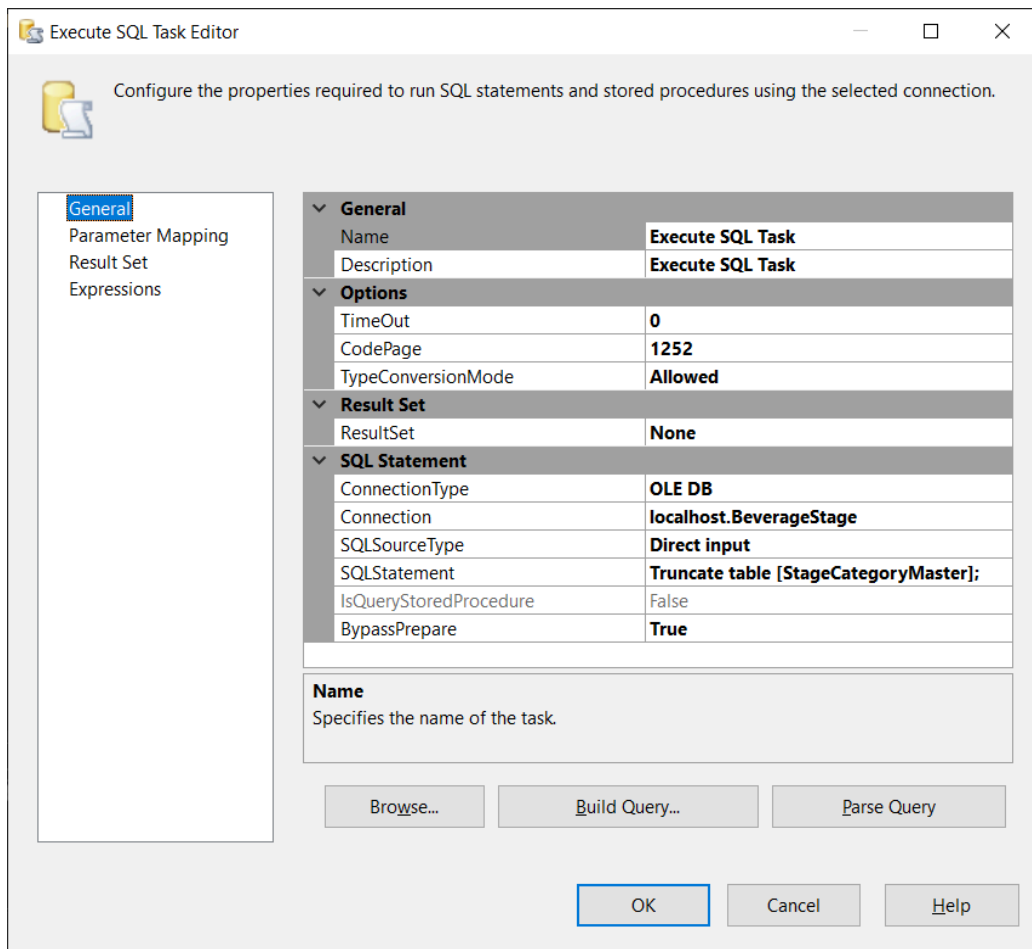 Execute SQL Task Editor
Configure the properties required to run SQL statements and stored procedures using the selected connection.
General
Parameter Mapping
Result Set
Expressions
General
Name Execute SQL Task
Description Execute SQL Task
Options
TimeOut 0
CodePage 1252
TypeConversionMode Allowed
Result Set
ResultSet None
SQL Statement
ConnectionType OLE DB
Connection localhost.BeverageStage
SQLSourceType Direct input
SQLStatement Truncate table [StageCategoryMaster];
IsQueryStoredProcedure False
BypassPrepare True
Name
Specifies the name of the task.
Browse... Build Query... Parse Query
OK Cancel Help